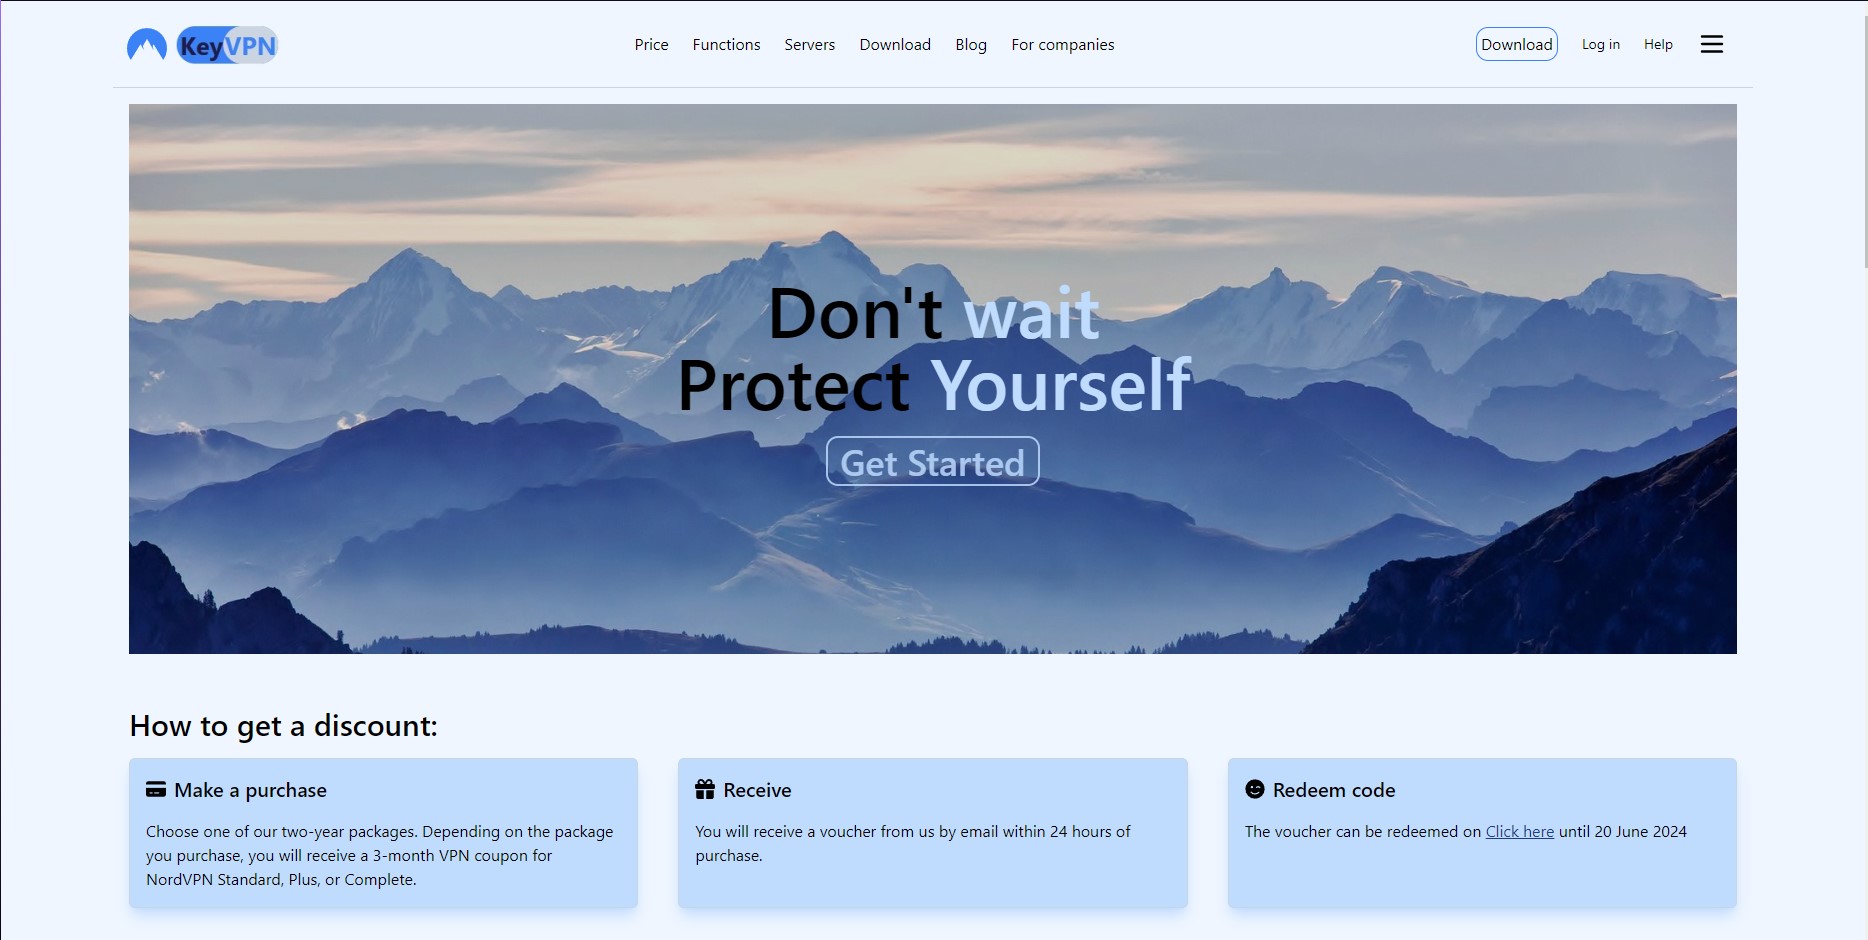 KeyVPN
Price Functions Servers Download Blog For companies
Download Log in Help
Don't wait
Protect Yourself
Get Started
How to get a discount:
Make a purchase
Choose one of our two-year packages. Depending on the package
you purchase, you will receive a 3-month VPN coupon for
NordVPN Standard, Plus, or Complete.
Receive
You will receive a voucher from us by email within 24 hours of
purchase.
Redeem code
The voucher can be redeemed on Click here until 20 June 2024